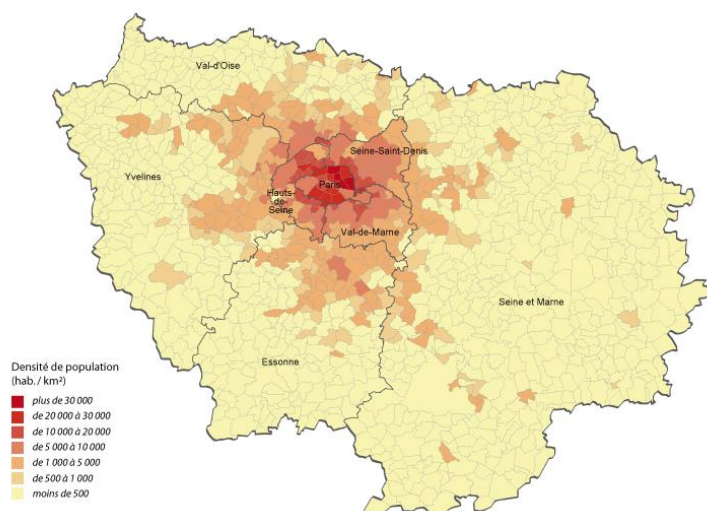 Val-d'Oise
Seine-Saint-Denis
Yvelines
Paris
Hauts-
de-
Seine
Val-de-Marne
Seine et Marne
Essonne
Densité de population
(hab. / km²)
plus de 30 000
de 20 000 à 30 000
de 10 000 à 20 000
de 5 000 à 10 000
de 1 000 à 5 000
de 500 à 1 000
moins de 500